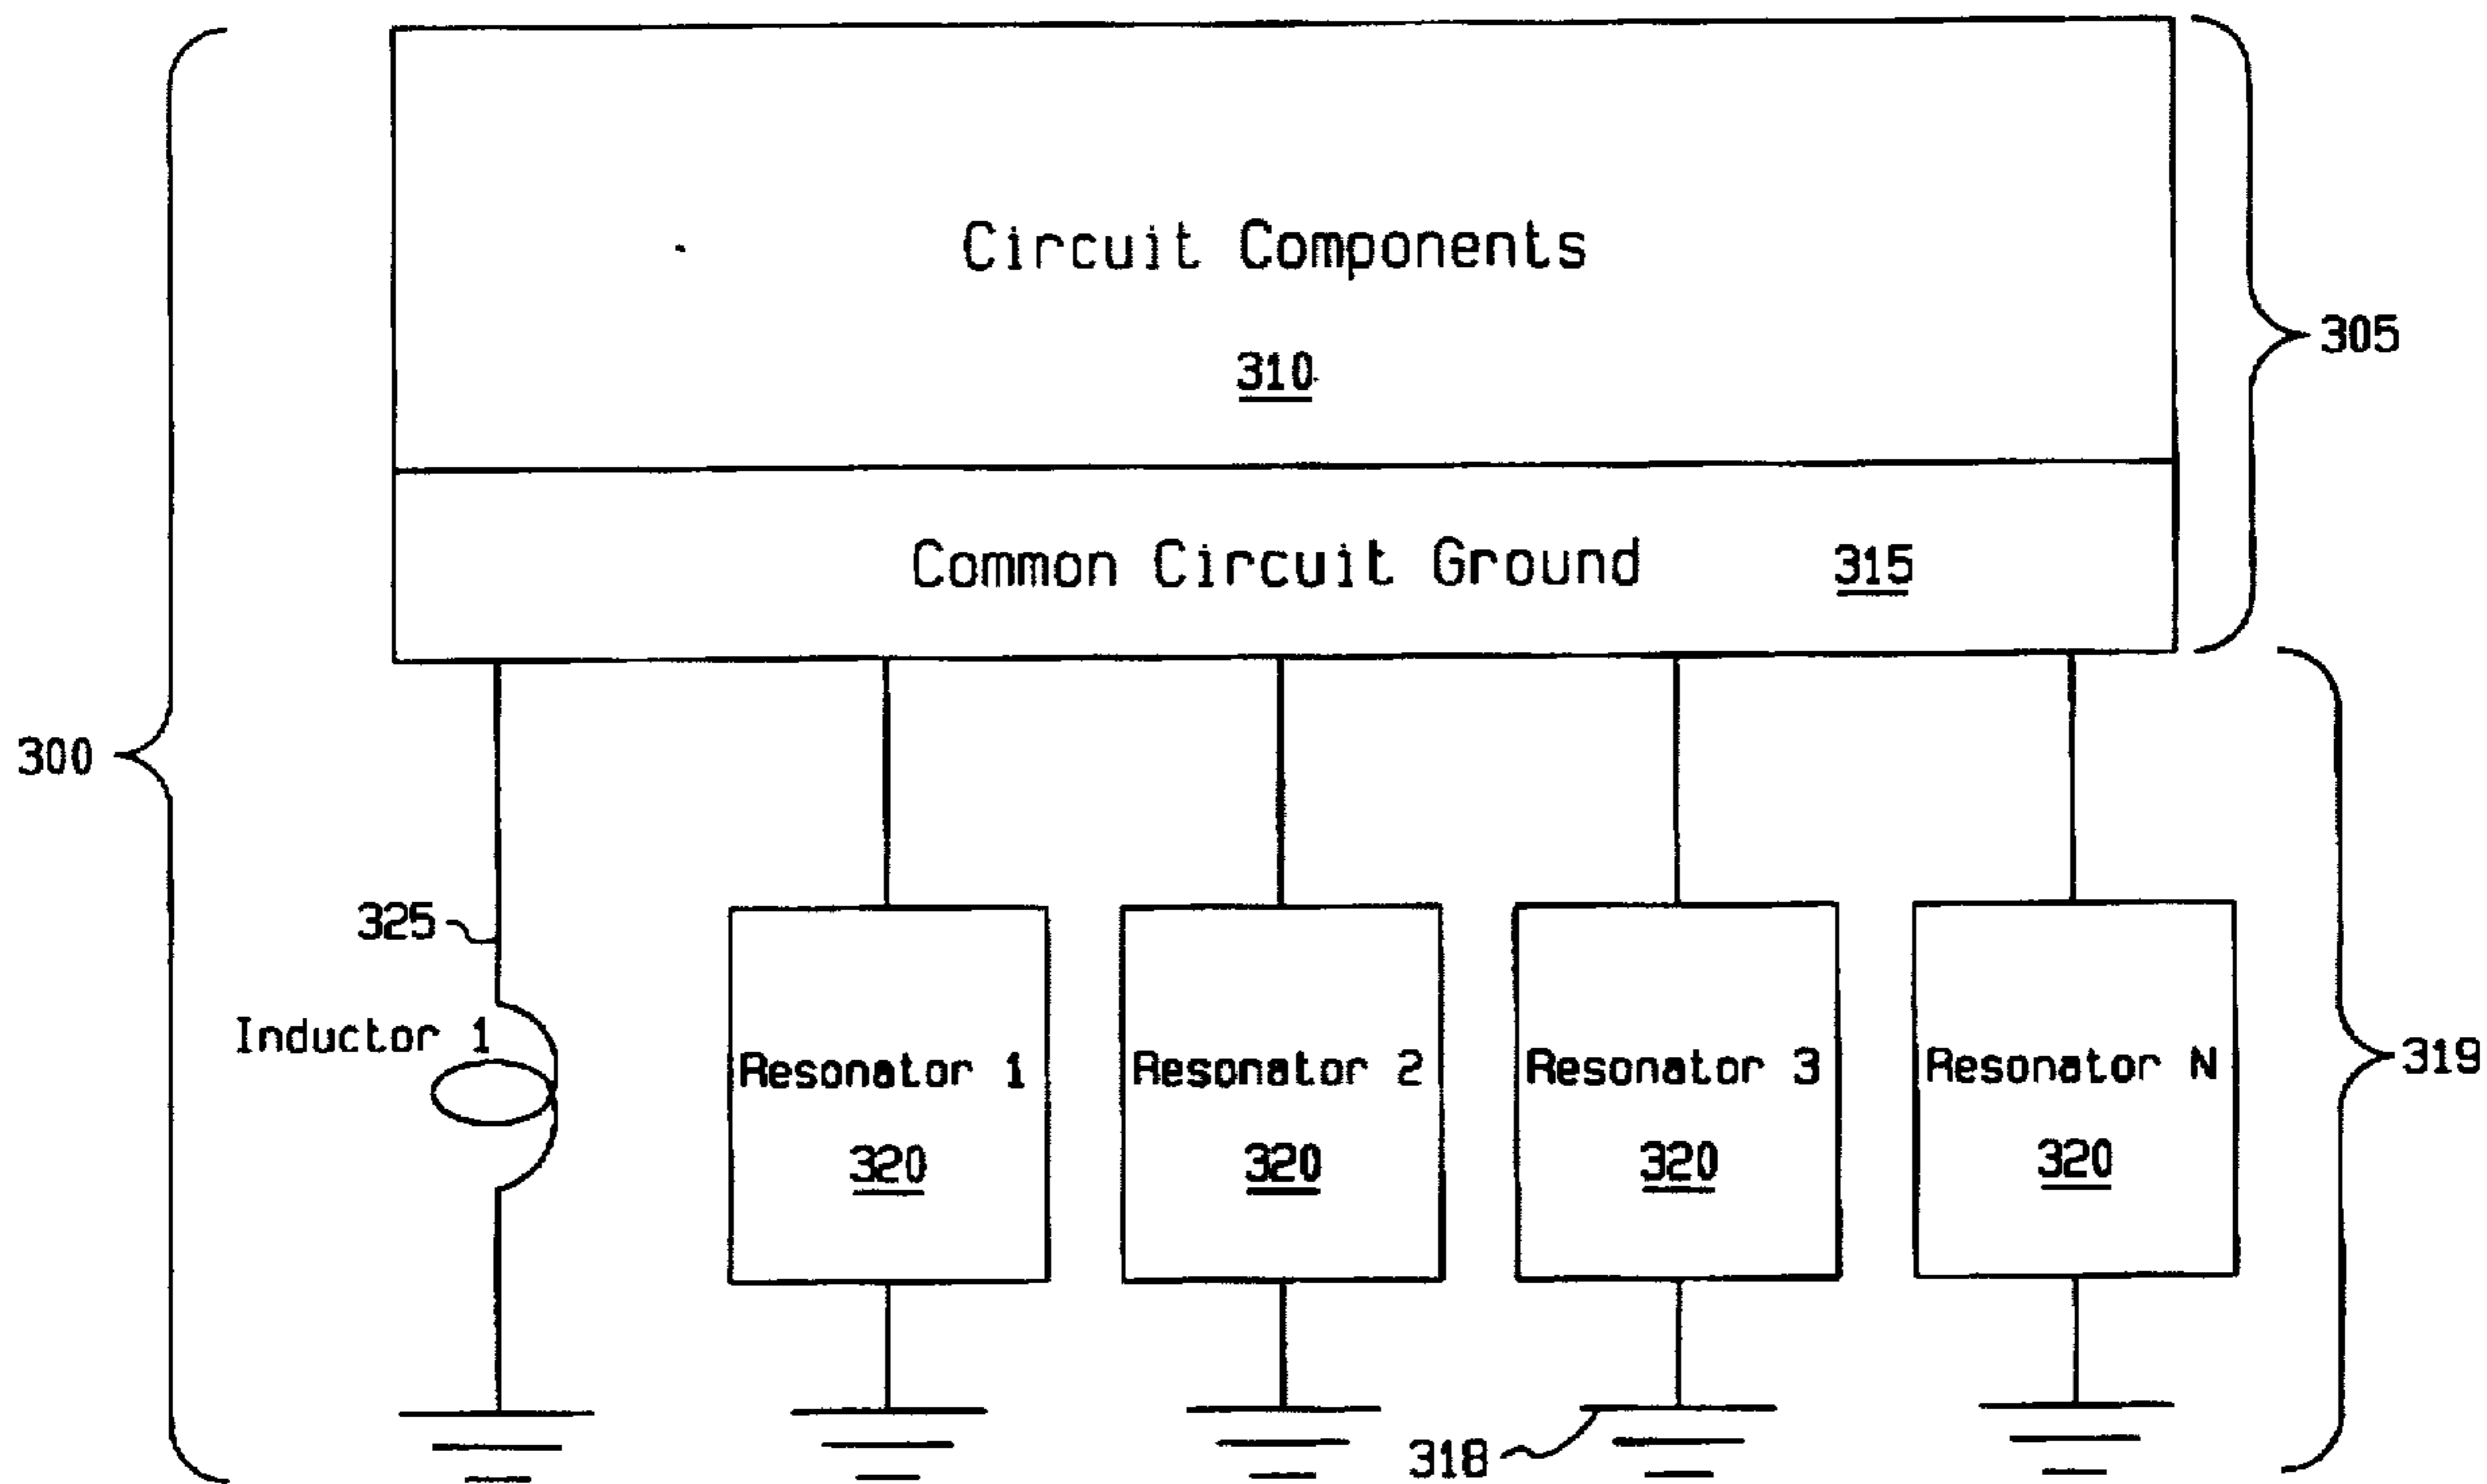 Circuit Components
310
305
Common Circuit Ground 315
300
325
Inductor 1
Resonator 1
320
Resonator 2
320
Resonator 3
320
Resonator N
320
319
318